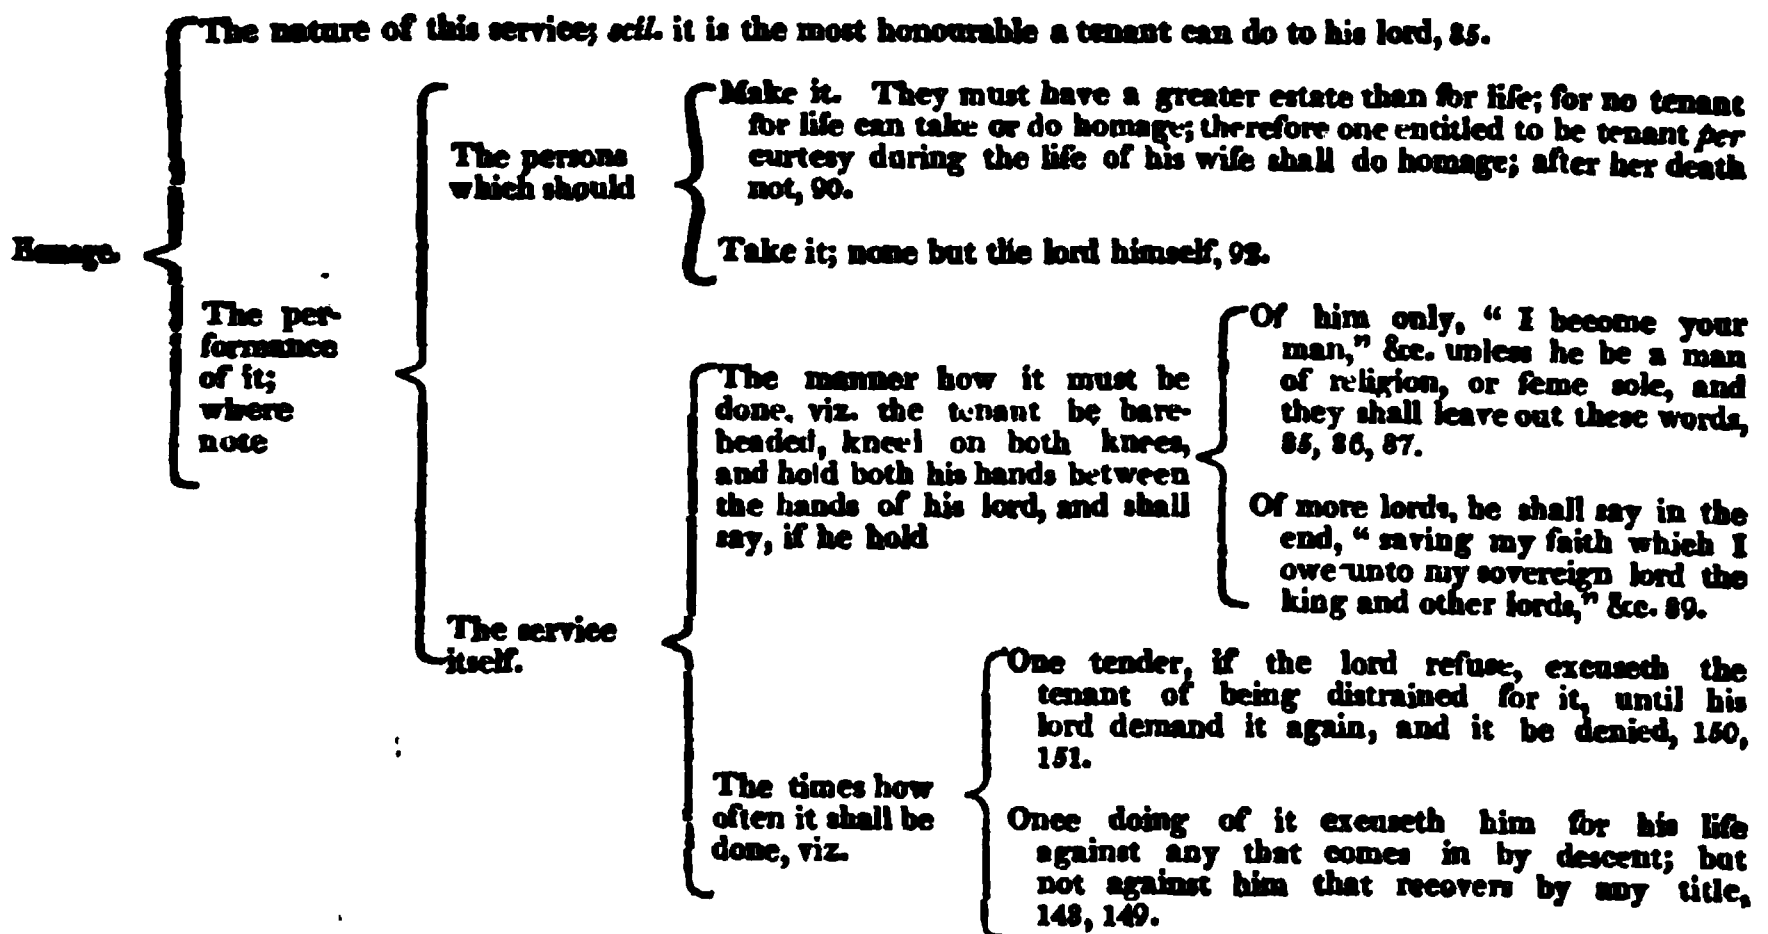 Homage.
The nature of this service; scil. it is the most honourable a tenant can do to his lord, 85.
The per-
formance
of it;
where
note
The persons
which should
Make it. They must have a greater estate than for life; for no tenant
for life can take or do homage; therefore one entitled to be tenant per
curtesy during the life of his wife shall do homage; after her death
not, 90.
Take it; none but the lord himself, 92.
The service
itself.
The manner how it must be
done, viz. the tenant be bare-
headed, kneel on both knees,
and hold both his hands between
the hands of his lord, and shall
say, if he hold
Of him only, “ I become your
man,” &c. unless he be a man
of religion, or feme sole, and
they shall leave out these words,
85, 86, 87.
Of more lords, he shall say in the
end, “ saving my faith which I
owe unto my sovereign lord the
king and other lords,” &c. 89.
The times how
often it shall be
done, viz.
One tender, if the lord refuse, excuseth the
tenant of being distrained for it, until his
lord demand it again, and it be denied, 150,
151.
Once doing of it excuseth him for his life
against any that comes in by descent; but
not against him that recovers by any title,
148, 149.